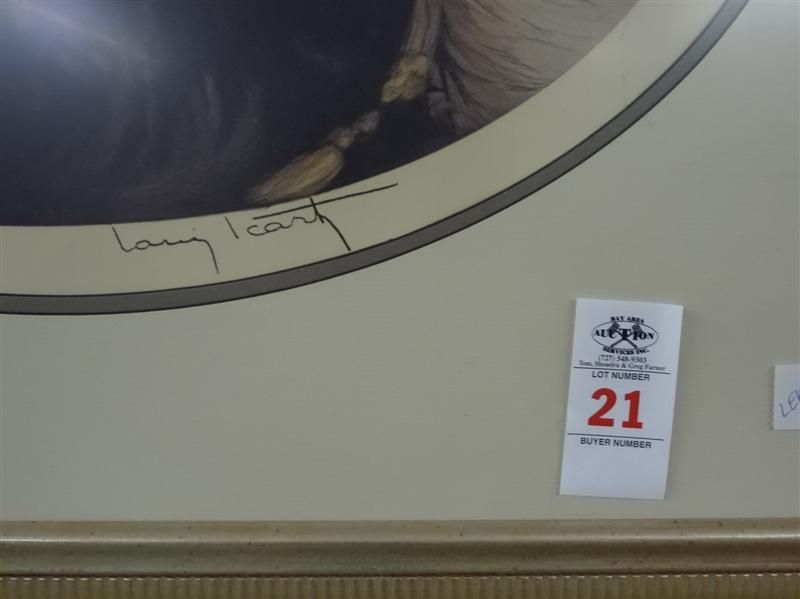 Louis Icart
BAY AREA
AUCTION
SERVICES INC.
(727) 548-9303
Tom, Shondra & Greg Farner
LOT NUMBER
21
BUYER NUMBER